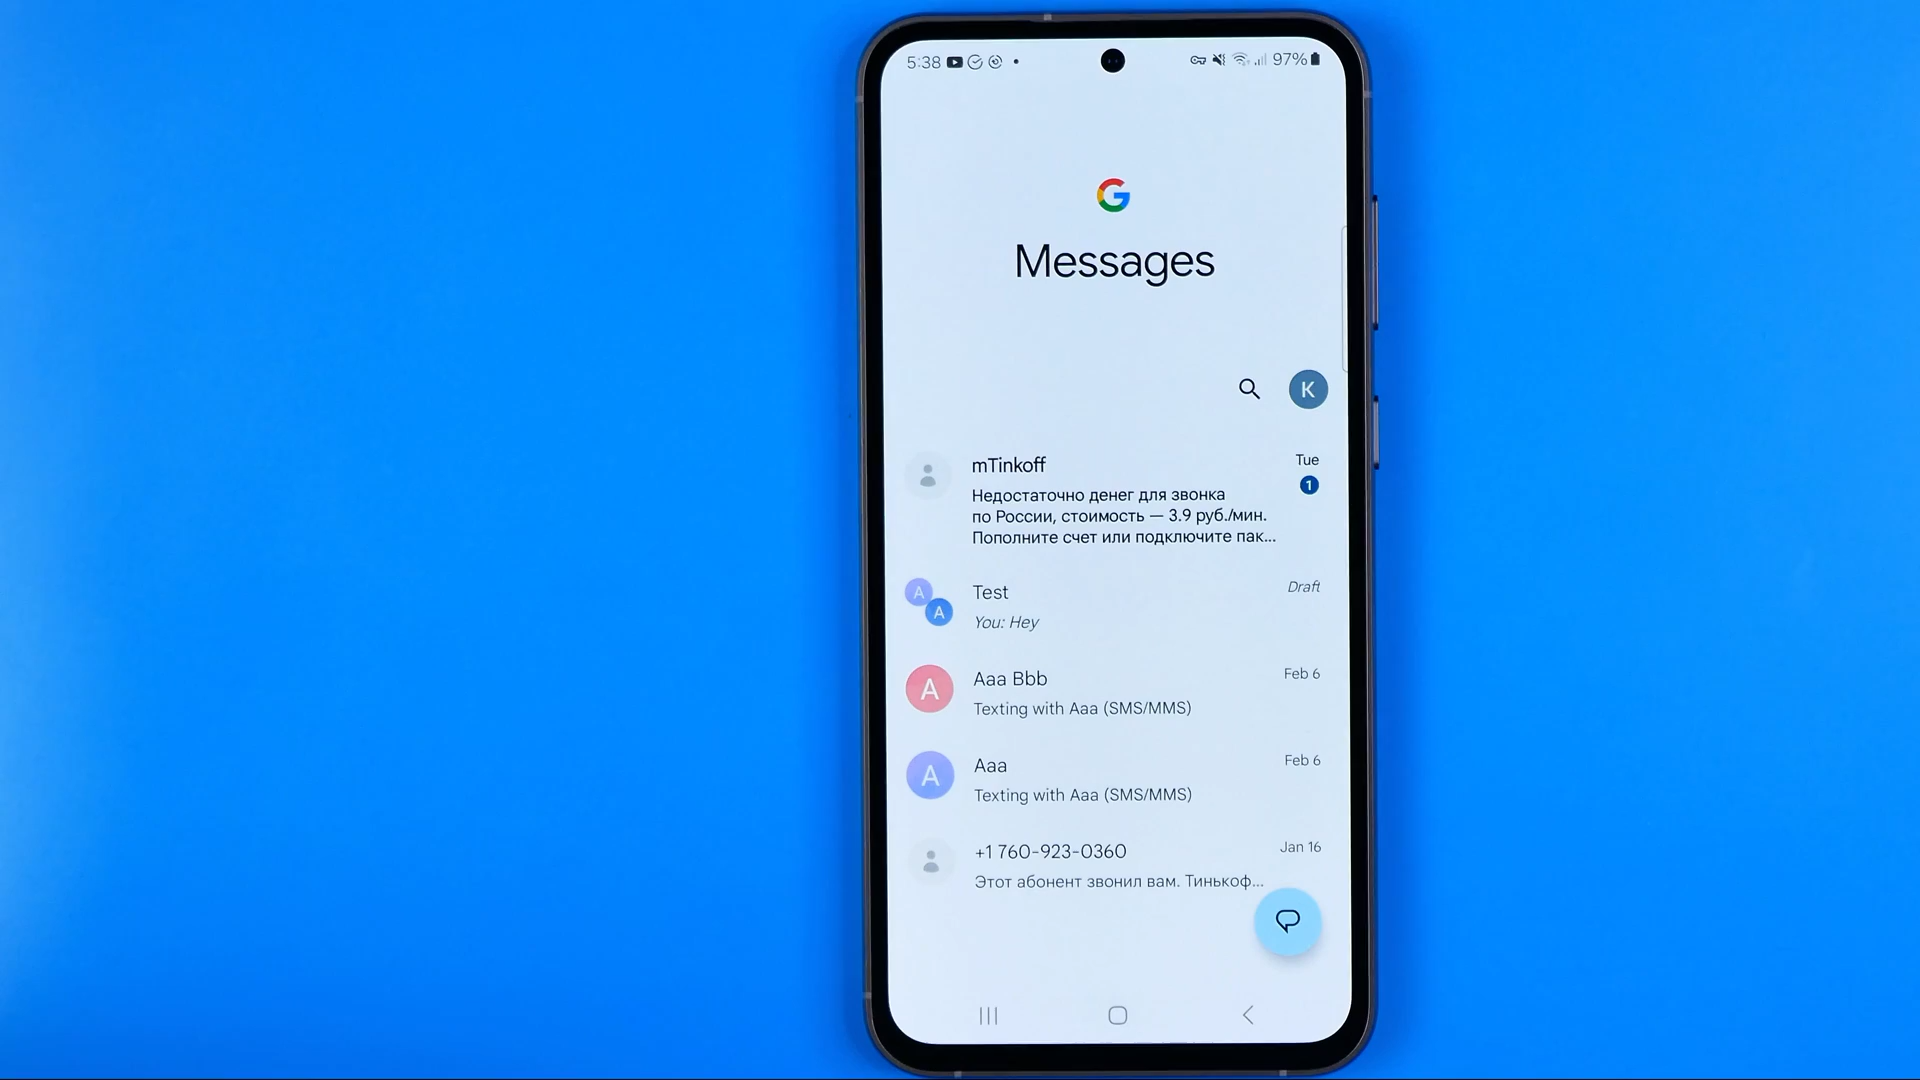 5:38
97%
G
Messages
K
mTinkoff
Tue
1
Недостаточно денег для звонка
по России, стоимость — 3.9 руб./мин.
Пополните счет или подключите пак...
A
A
Test
Draft
You: Hey
A
Aaa Bbb
Feb 6
Texting with Aaa (SMS/MMS)
A
Aaa
Feb 6
Texting with Aaa (SMS/MMS)
+1 760-923-0360
Jan 16
Этот абонент звонил вам. Тинькоф...